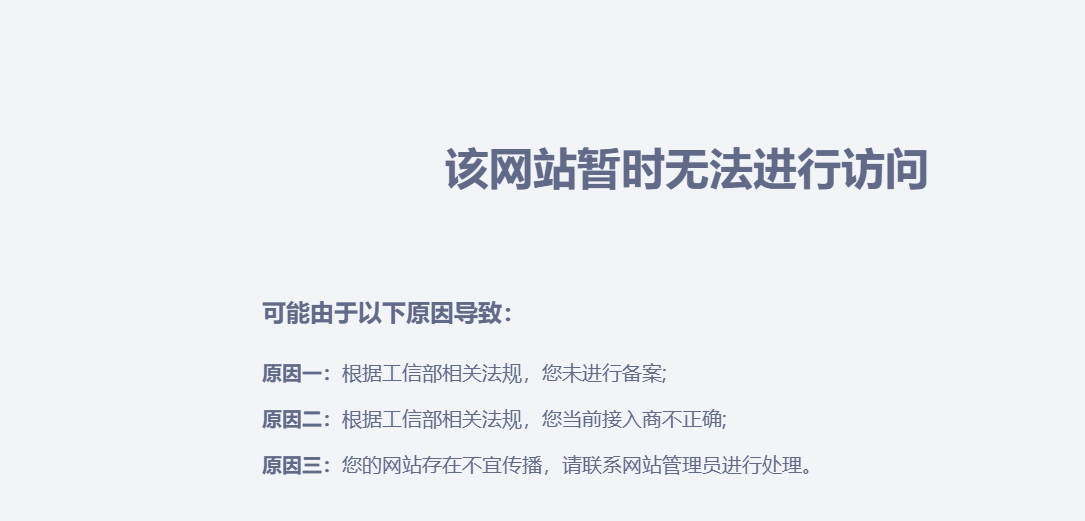 该网站暂时无法进行访问
可能由于以下原因导致：
原因一：根据工信部相关法规，您未进行备案;
原因二：根据工信部相关法规，您当前接入商不正确;
原因三：您的网站存在不宜传播，请联系网站管理员进行处理。